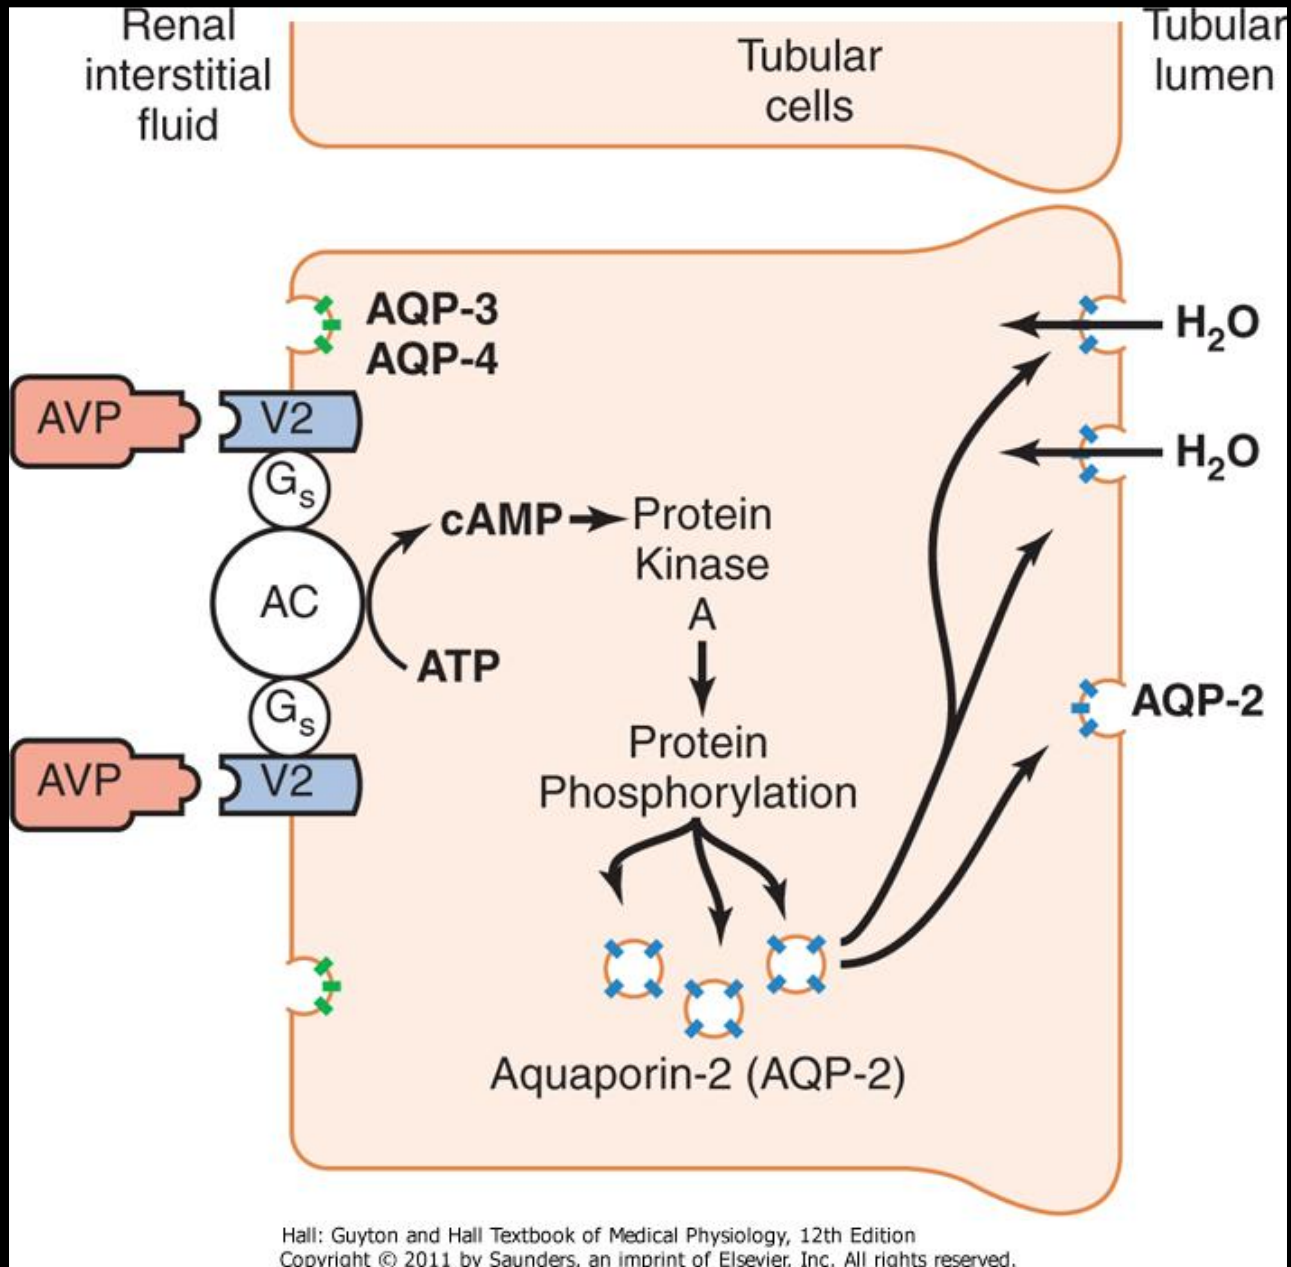 Renal
interstitial
fluid
Tubular
cells
Tubular
lumen
AQP-3
AQP-4
H₂O
AVP
V2
Gs
H₂O
cAMP
Protein
Kinase
A
AC
ATP
AQP-2
Gs
Protein
Phosphorylation
AVP
V2
Aquaporin-2 (AQP-2)
Hall: Guyton and Hall Textbook of Medical Physiology, 12th Edition
Copyright © 2011 by Saunders, an imprint of Elsevier, Inc. All rights reserved.